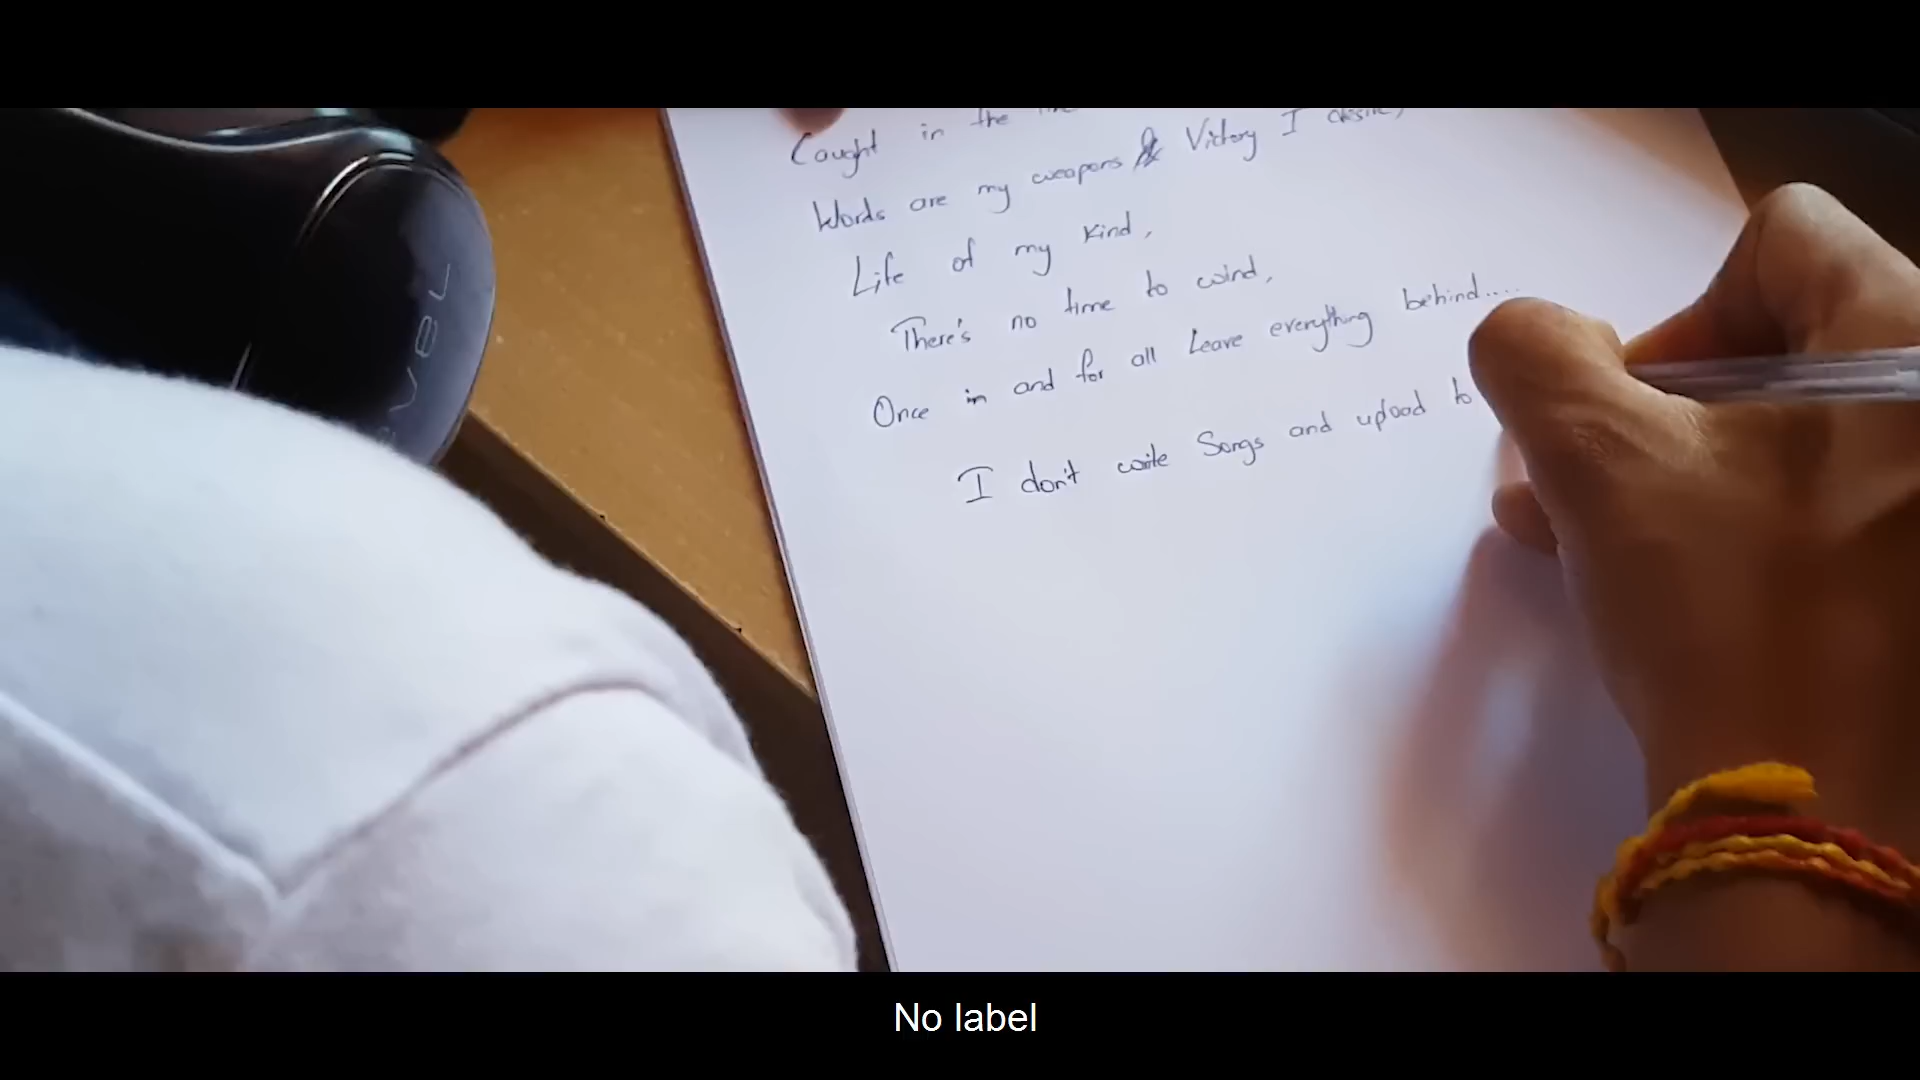 Caught in the
Words are my weapons & Victory I desire,
Life of my kind,
There's no time to wind,
Once in and for all Leave everything behind....
I don't write Songs and upload to
No label